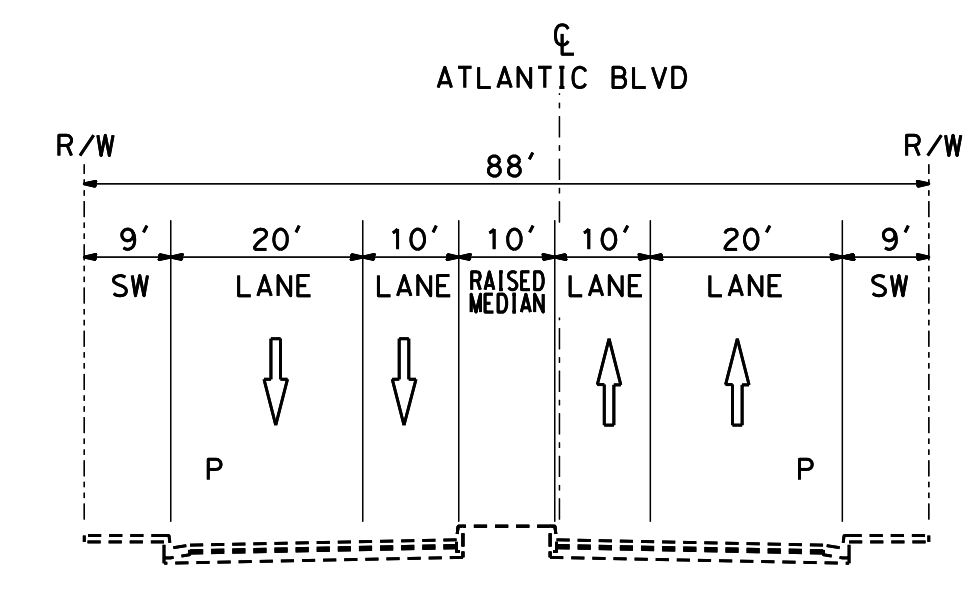 ℄
ATLANTIC BLVD
R/W R/W
88'
9' 20' 10' 10' 10' 20' 9'
SW LANE LANE RAISED MEDIAN LANE LANE SW
P P